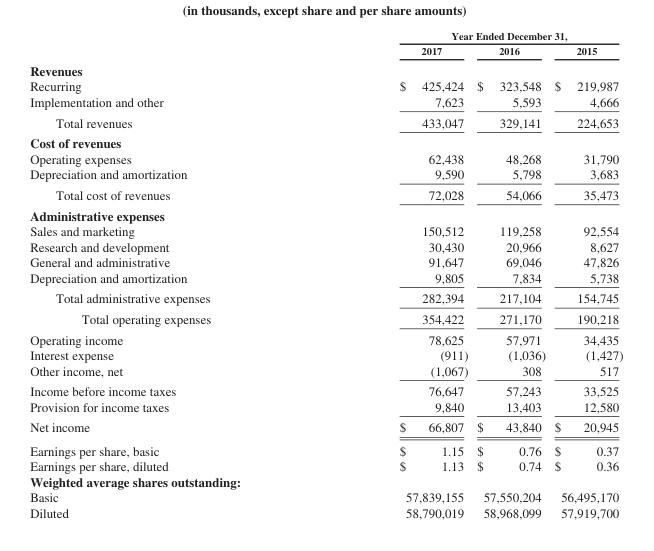 (in thousands, except share and per share amounts)
Year Ended December 31,
2017 2016 2015
Revenues
Recurring $ 425,424 $ 323,548 $ 219,987
Implementation and other 7,623 5,593 4,666
Total revenues 433,047 329,141 224,653
Cost of revenues
Operating expenses 62,438 48,268 31,790
Depreciation and amortization 9,590 5,798 3,683
Total cost of revenues 72,028 54,066 35,473
Administrative expenses
Sales and marketing 150,512 119,258 92,554
Research and development 30,430 20,966 8,627
General and administrative 91,647 69,046 47,826
Depreciation and amortization 9,805 7,834 5,738
Total administrative expenses 282,394 217,104 154,745
Total operating expenses 354,422 271,170 190,218
Operating income 78,625 57,971 34,435
Interest expense (911) (1,036) (1,427)
Other income, net (1,067) 308 517
Income before income taxes 76,647 57,243 33,525
Provision for income taxes 9,840 13,403 12,580
Net income $ 66,807 $ 43,840 $ 20,945
Earnings per share, basic $ 1.15 $ 0.76 $ 0.37
Earnings per share, diluted $ 1.13 $ 0.74 $ 0.36
Weighted average shares outstanding:
Basic 57,839,155 57,550,204 56,495,170
Diluted 58,790,019 58,968,099 57,919,700